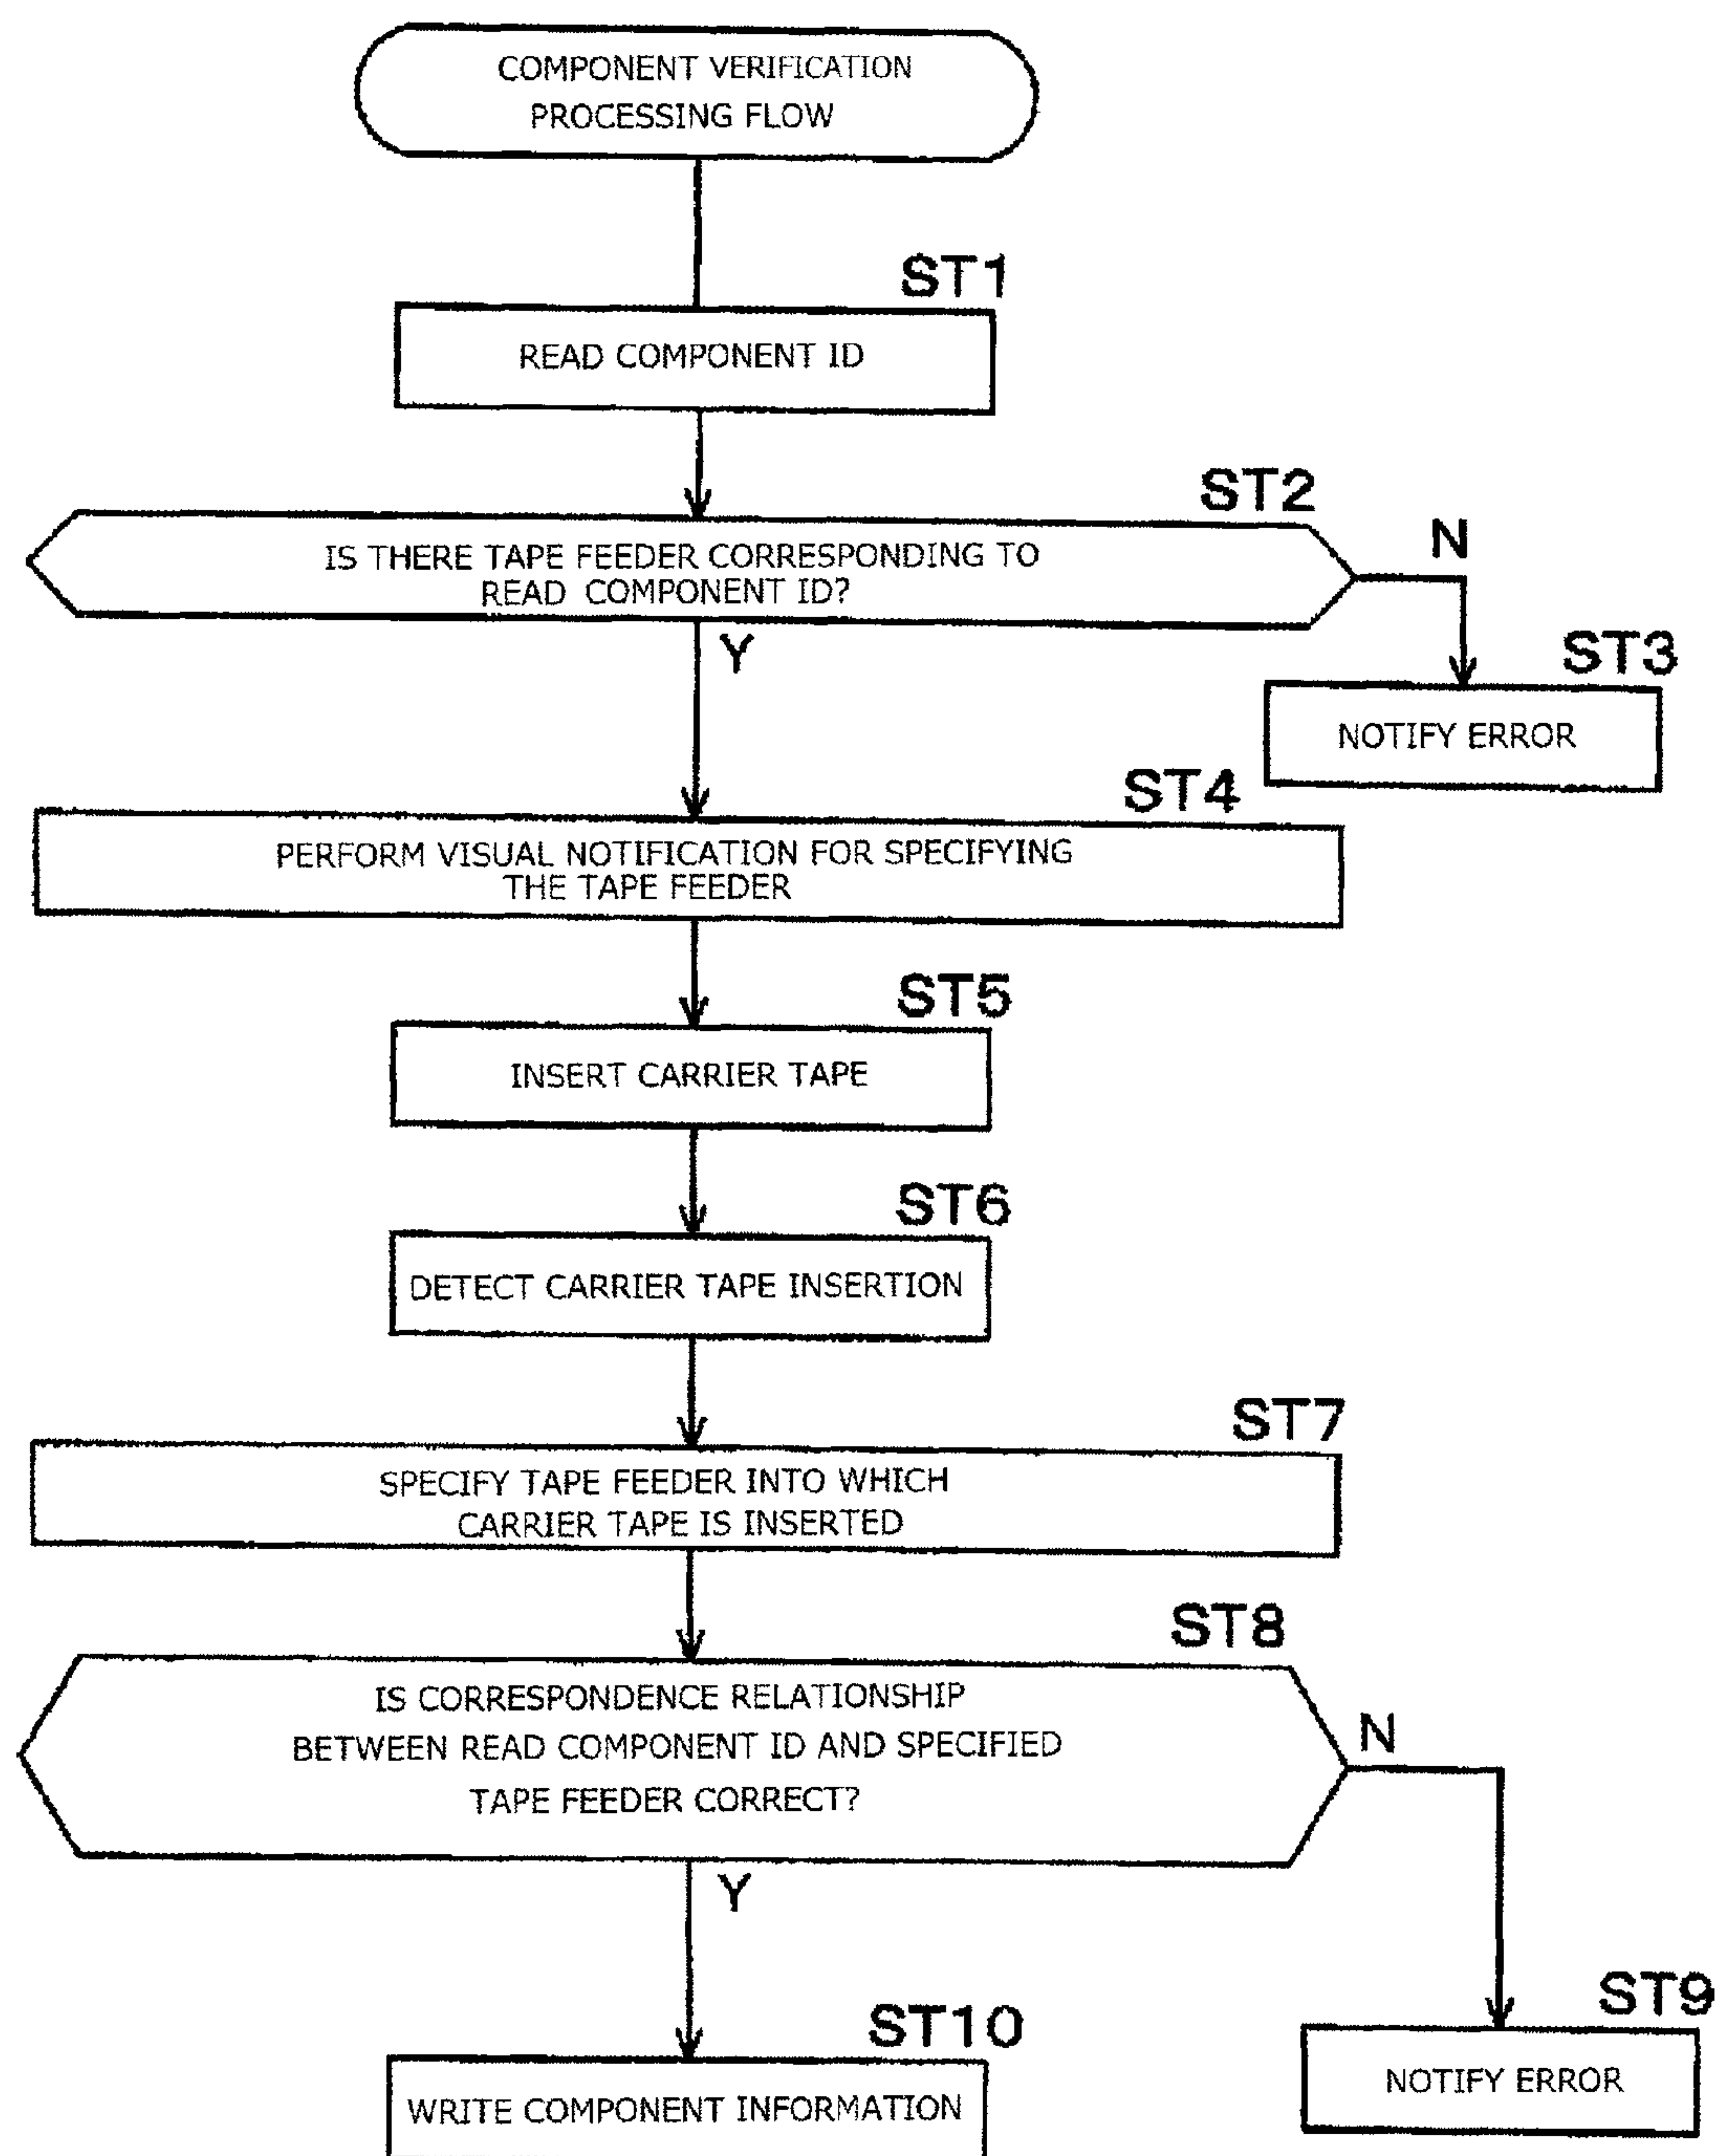 COMPONENT VERIFICATION
PROCESSING FLOW
ST1
READ COMPONENT ID
ST2
IS THERE TAPE FEEDER CORRESPONDING TO
READ COMPONENT ID?
N
Y
ST3
NOTIFY ERROR
ST4
PERFORM VISUAL NOTIFICATION FOR SPECIFYING
THE TAPE FEEDER
ST5
INSERT CARRIER TAPE
ST6
DETECT CARRIER TAPE INSERTION
ST7
SPECIFY TAPE FEEDER INTO WHICH
CARRIER TAPE IS INSERTED
ST8
IS CORRESPONDENCE RELATIONSHIP
BETWEEN READ COMPONENT ID AND SPECIFIED
TAPE FEEDER CORRECT?
N
Y
ST9
NOTIFY ERROR
ST10
WRITE COMPONENT INFORMATION